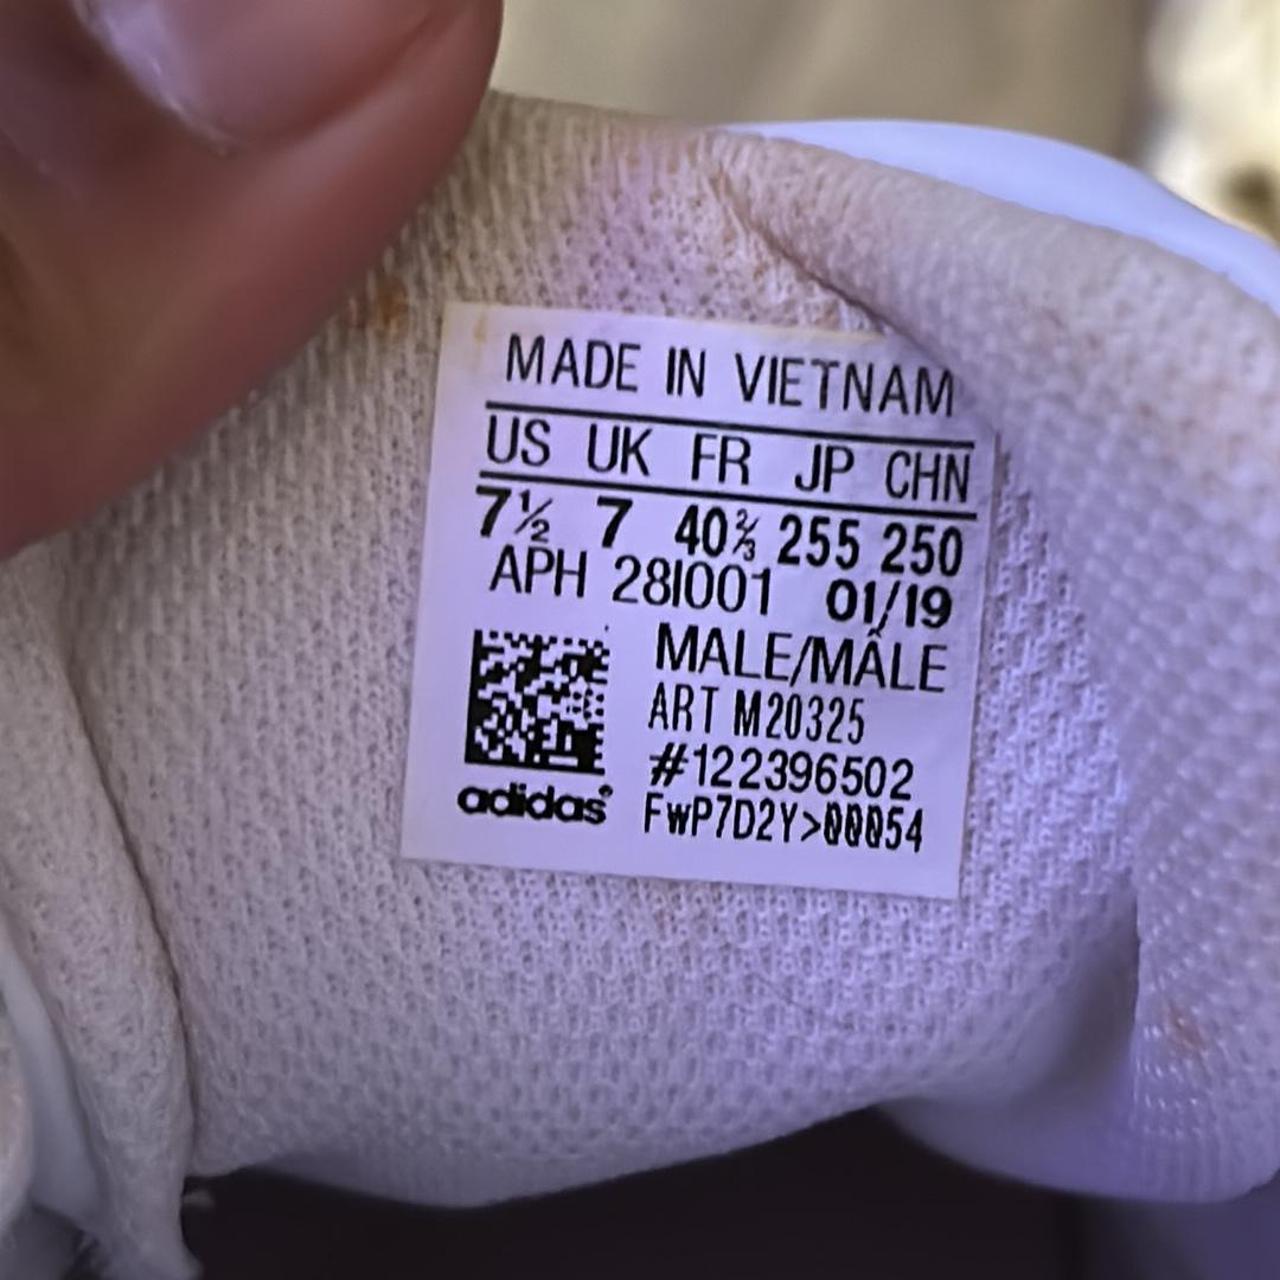 MADE IN VIETNAM
US UK FR JP CHN
7½ 7 40⅔ 255 250
APH 28I001 01/19
MALE/MÂLE
ART M20325
#122396502
adidas FwP7D2Y>00054